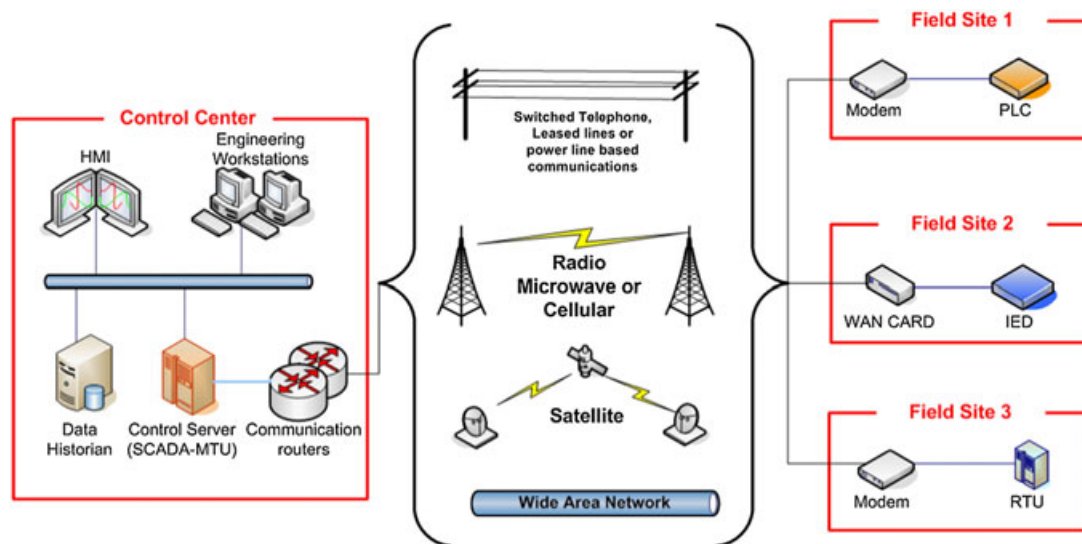 Control Center
HMI
Engineering
Workstations
Data
Historian
Control Server
(SCADA-MTU)
Communication
routers
Switched Telephone,
Leased lines or
power line based
communications
Radio
Microwave or
Cellular
Satellite
Wide Area Network
Field Site 1
Modem
PLC
Field Site 2
WAN CARD
IED
Field Site 3
Modem
RTU